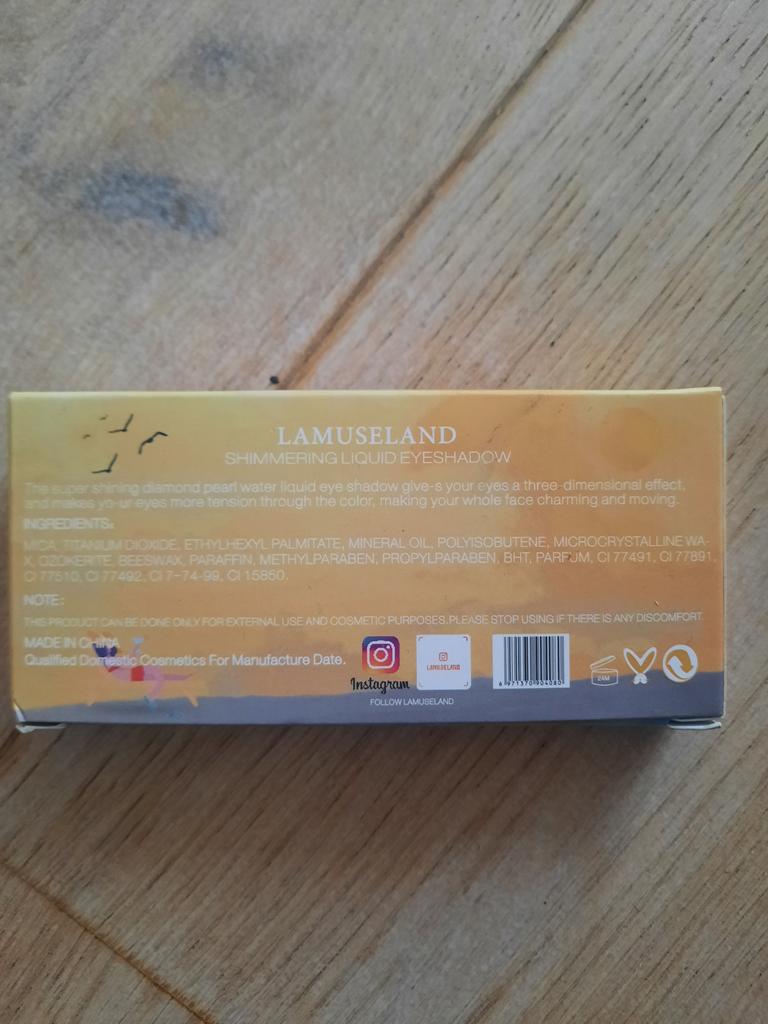 LAMUSELAND
SHIMMERING LIQUID EYESHADOW
The super shining diamond pearl water liquid eye shadow give-s your eyes a three-dimensional effect,
and makes yo-ur eyes more tension through the color, making your whole face charming and moving.
INGREDIENTS:
MICA, TITANIUM DIOXIDE, ETHYLHEXYL PALMITATE, MINERAL OIL, POLYISOBUTENE, MICROCRYSTALLINE WA-
X, OZOKERITE, BEESWAX, PARAFFIN, METHYLPARABEN, PROPYLPARABEN, BHT, PARFUM, CI 77491, CI 77891,
CI 77510, CI 77492, CI 7-74-99, CI 15850.
NOTE:
THIS PRODUCT CAN BE DONE ONLY FOR EXTERNAL USE AND COSMETIC PURPOSES.PLEASE STOP USING IF THERE IS ANY DISCOMFORT.
MADE IN CHINA
Qualified Domestic Cosmetics For Manufacture Date.
Instagram
FOLLOW LAMUSELAND
LAMUSELAND
6 971370 904080
24M